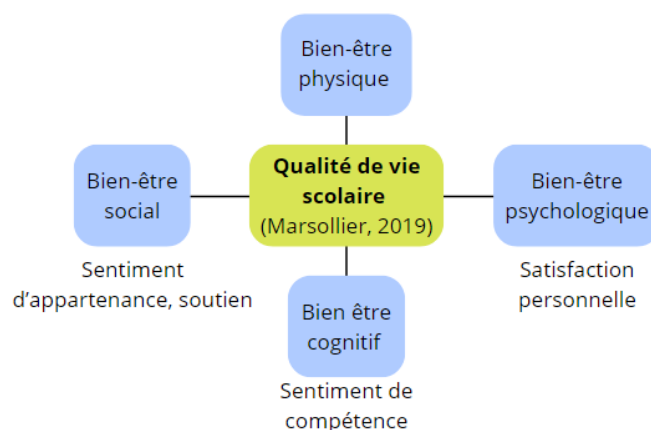 Bien-être
physique
Bien-être
social
Qualité de vie
scolaire
(Marsollier, 2019)
Bien-être
psychologique
Sentiment
d'appartenance, soutien
Satisfaction
personnelle
Bien être
cognitif
Sentiment de
compétence